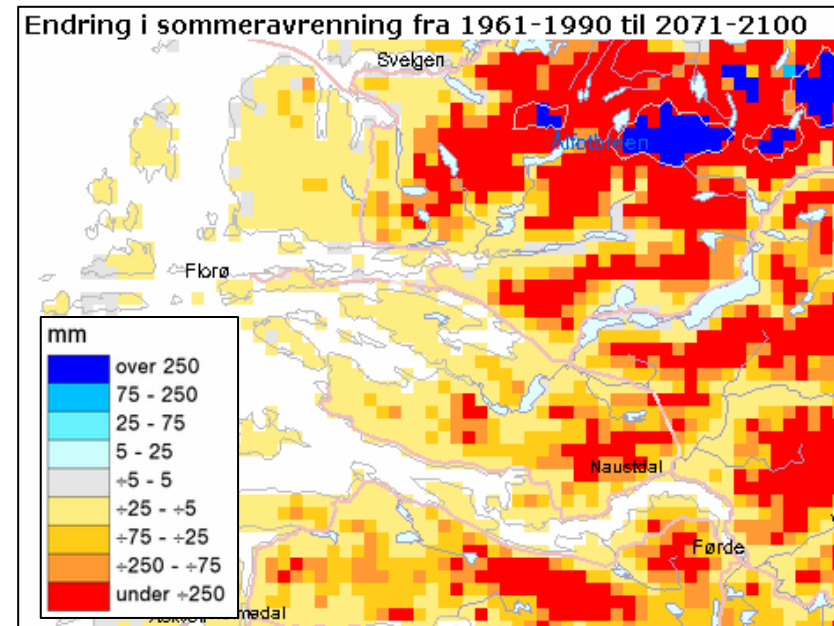 Endring i sommeravrenning fra 1961-1990 til 2071-2100
Svelgen
Ålfotbreen
Florø
mm
over 250
75 - 250
25 - 75
5 - 25
÷5 - 5
÷25 - ÷5
÷75 - ÷25
÷250 - ÷75
under ÷250
Naustdal
Førde